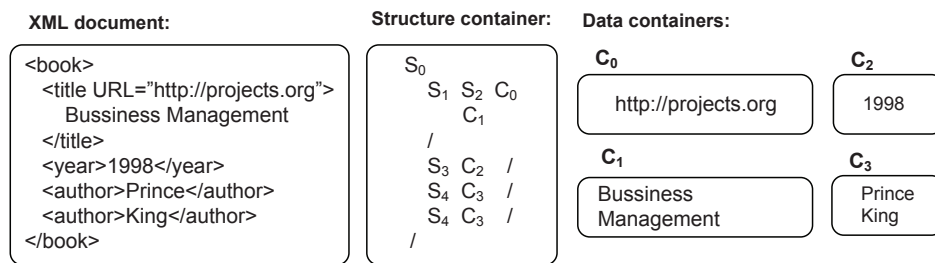 XML document:
<book>
<title URL=”http://projects.org”>
Bussiness Management
</title>
<year>1998</year>
<author>Prince</author>
<author>King</author>
</book>
Structure container:
S0
S1 S2 C0
C1
/
S3 C2 /
S4 C3 /
S4 C3 /
/
Data containers:
C0
http://projects.org
C2
1998
C1
Bussiness
Management
C3
Prince
King